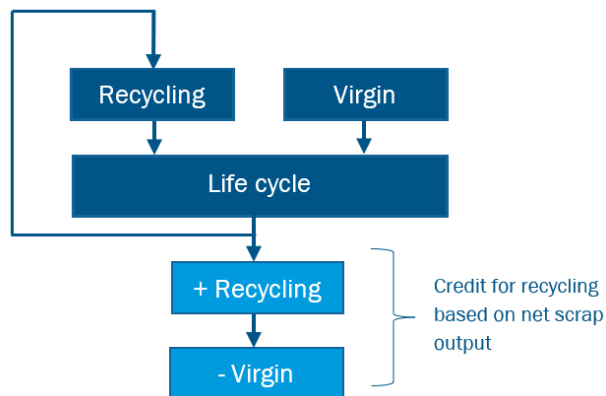 Recycling
Virgin
Life cycle
+ Recycling
- Virgin
Credit for recycling
based on net scrap
output